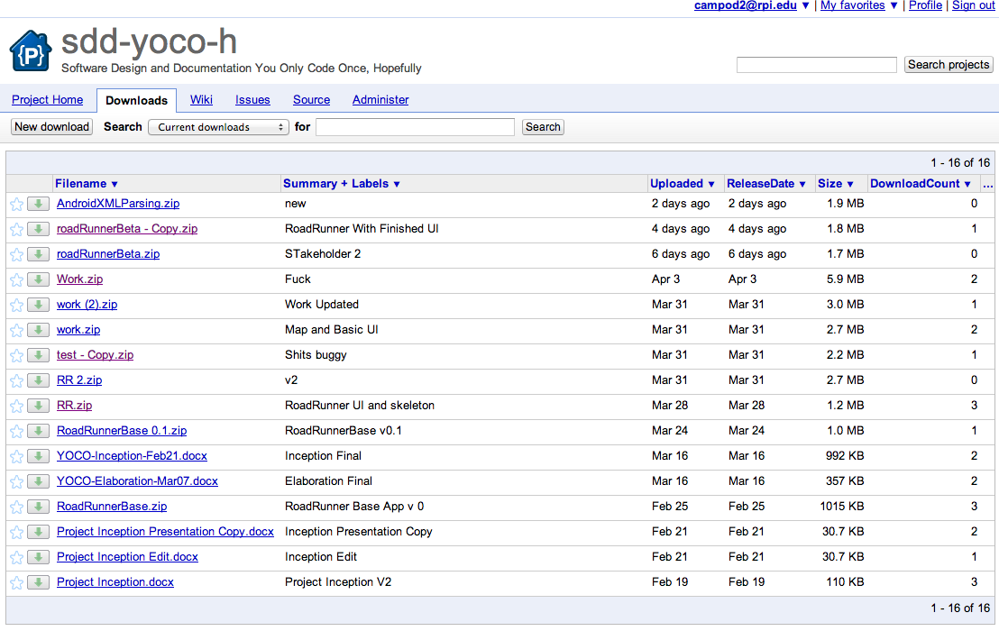 campod2@rpi.edu ▼ | My favorites ▼ | Profile | Sign out
{P}
sdd-yoco-h
Software Design and Documentation You Only Code Once, Hopefully
Search projects
Project Home Downloads Wiki Issues Source Administer
New download Search Current downloads for Search
1 - 16 of 16
Filename ▼ Summary + Labels ▼ Uploaded ▼ ReleaseDate ▼ Size ▼ DownloadCount ▼ ...
AndroidXMLParsing.zip new 2 days ago 2 days ago 1.9 MB 0
roadRunnerBeta - Copy.zip RoadRunner With Finished UI 4 days ago 4 days ago 1.8 MB 1
roadRunnerBeta.zip STakeholder 2 6 days ago 6 days ago 1.7 MB 0
Work.zip Fuck Apr 3 Apr 3 5.9 MB 2
work (2).zip Work Updated Mar 31 Mar 31 3.0 MB 1
work.zip Map and Basic UI Mar 31 Mar 31 2.7 MB 2
test - Copy.zip Shits buggy Mar 31 Mar 31 2.2 MB 1
RR 2.zip v2 Mar 31 Mar 31 2.7 MB 0
RR.zip RoadRunner UI and skeleton Mar 28 Mar 28 1.2 MB 3
RoadRunnerBase 0.1.zip RoadRunnerBase v0.1 Mar 24 Mar 24 1.0 MB 1
YOCO-Inception-Feb21.docx Inception Final Mar 16 Mar 16 992 KB 2
YOCO-Elaboration-Mar07.docx Elaboration Final Mar 16 Mar 16 357 KB 2
RoadRunnerBase.zip RoadRunner Base App v 0 Feb 25 Feb 25 1015 KB 3
Project Inception Presentation Copy.docx Inception Presentation Copy Feb 21 Feb 21 30.7 KB 2
Project Inception Edit.docx Inception Edit Feb 21 Feb 21 30.7 KB 1
Project Inception.docx Project Inception V2 Feb 19 Feb 19 110 KB 3
1 - 16 of 16